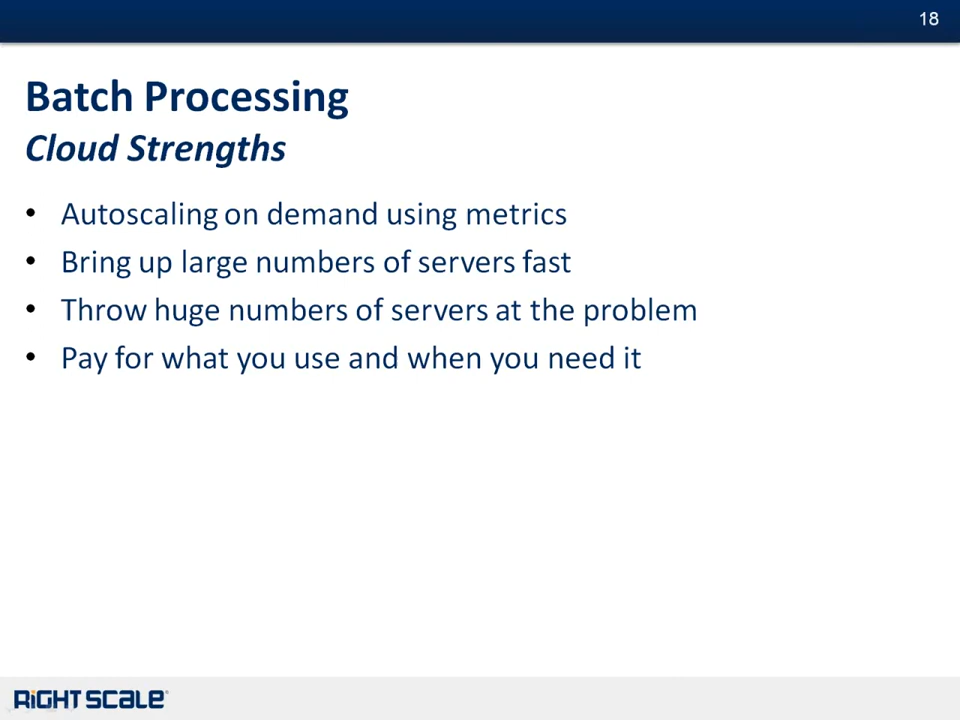 18
Batch Processing
Cloud Strengths
• Autoscaling on demand using metrics
• Bring up large numbers of servers fast
• Throw huge numbers of servers at the problem
• Pay for what you use and when you need it
RIGHTSCALE